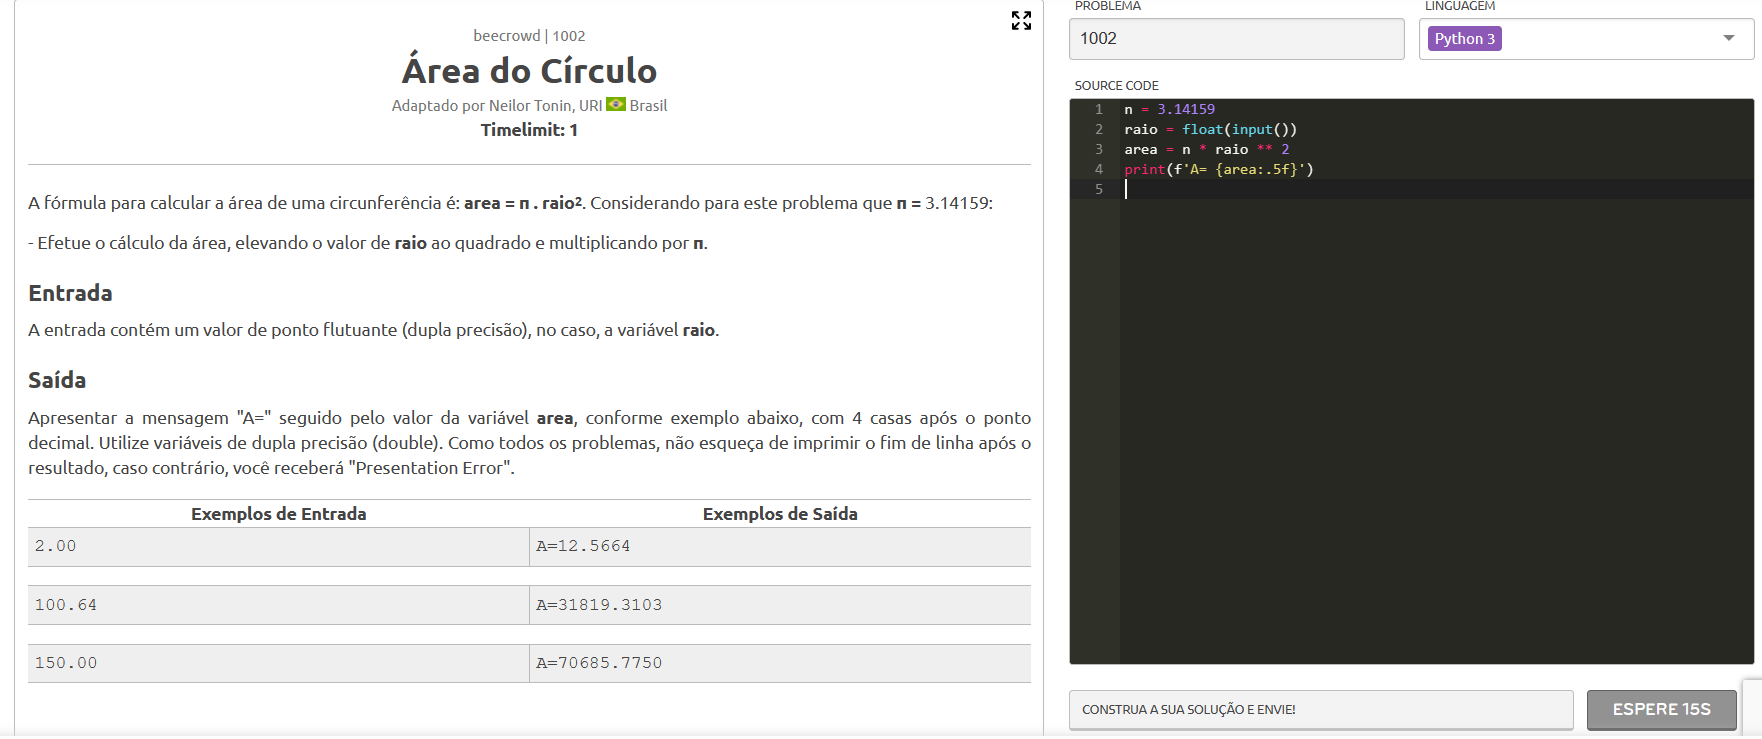 beecrowd | 1002
Área do Círculo
Adaptado por Neilor Tonin, URI Brasil
Timelimit: 1
A fórmula para calcular a área de uma circunferência é: area = π . raio². Considerando para este problema que π = 3.14159:
- Efetue o cálculo da área, elevando o valor de raio ao quadrado e multiplicando por π.
Entrada
A entrada contém um valor de ponto flutuante (dupla precisão), no caso, a variável raio.
Saída
Apresentar a mensagem "A=" seguido pelo valor da variável area, conforme exemplo abaixo, com 4 casas após o ponto
decimal. Utilize variáveis de dupla precisão (double). Como todos os problemas, não esqueça de imprimir o fim de linha após o
resultado, caso contrário, você receberá "Presentation Error".
Exemplos de Entrada Exemplos de Saída
2.00 A=12.5664
100.64 A=31819.3103
150.00 A=70685.7750
PROBLEMA LINGUAGEM
1002 Python 3
SOURCE CODE
1 n = 3.14159
2 raio = float(input())
3 area = n * raio ** 2
4 print(f'A= {area:.5f}')
5
CONSTRUA A SUA SOLUÇÃO E ENVIE! ESPERE 15S